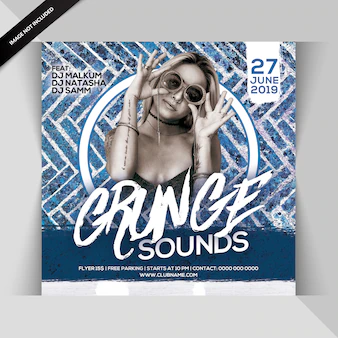 IMAGE NOT INCLUDED
FEAT:
DJ MALKUM
DJ NATASHA
DJ SAMM
27
JUNE
2019
GRUNGE
SOUNDS
FLYER 15$ | FREE PARKING | STARTS AT 10 PM | CONTACT: 0000 000 0000
WWW.CLUBNAME.COM